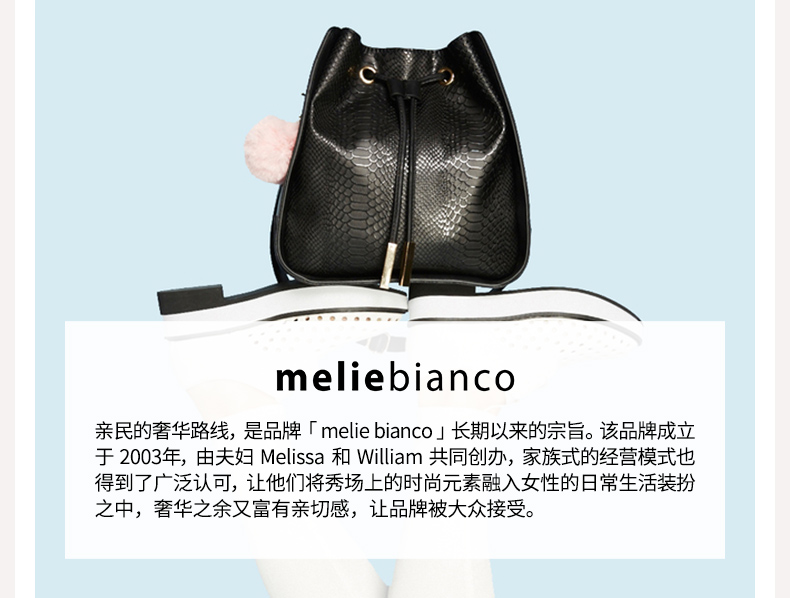 meliebianco
亲民的奢华路线，是品牌「melie bianco」长期以来的宗旨。该品牌成立
于 2003年，由夫妇 Melissa 和 William 共同创办，家族式的经营模式也
得到了广泛认可，让他们将秀场上的时尚元素融入女性的日常生活装扮
之中，奢华之余又富有亲切感，让品牌被大众接受。